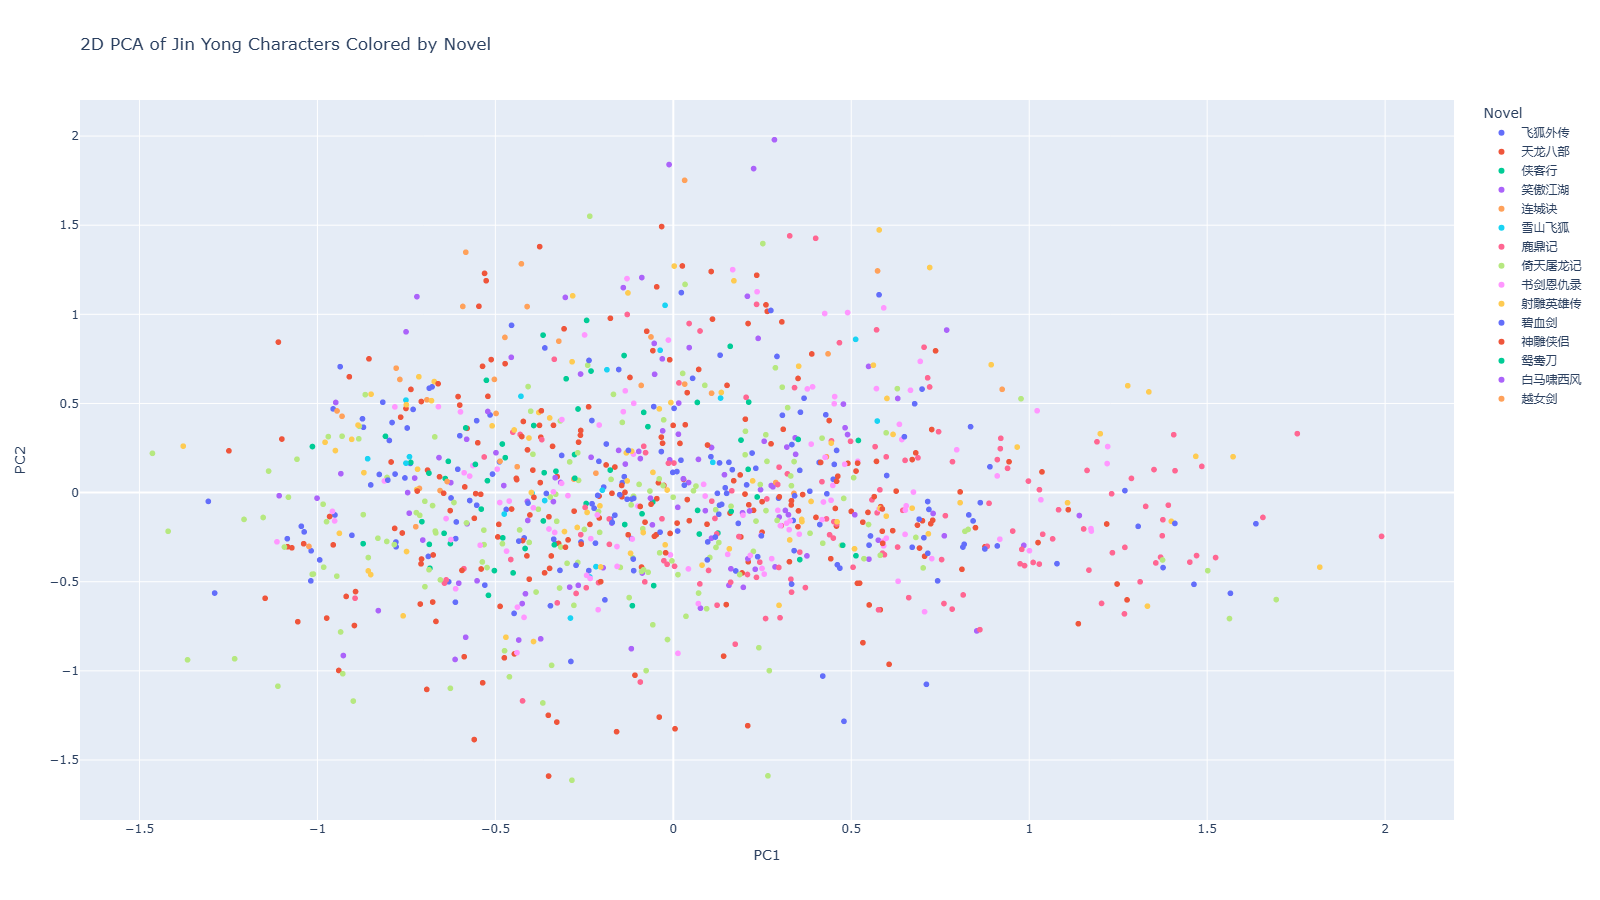 2D PCA of Jin Yong Characters Colored by Novel
Novel
飞狐外传
天龙八部
侠客行
笑傲江湖
连城诀
雪山飞狐
鹿鼎记
倚天屠龙记
书剑恩仇录
射雕英雄传
碧血剑
神雕侠侣
鸳鸯刀
白马啸西风
越女剑
PC2
2
1.5
1
0.5
0
−0.5
−1
−1.5
−1.5
−1
−0.5
0
0.5
1
1.5
2
PC1